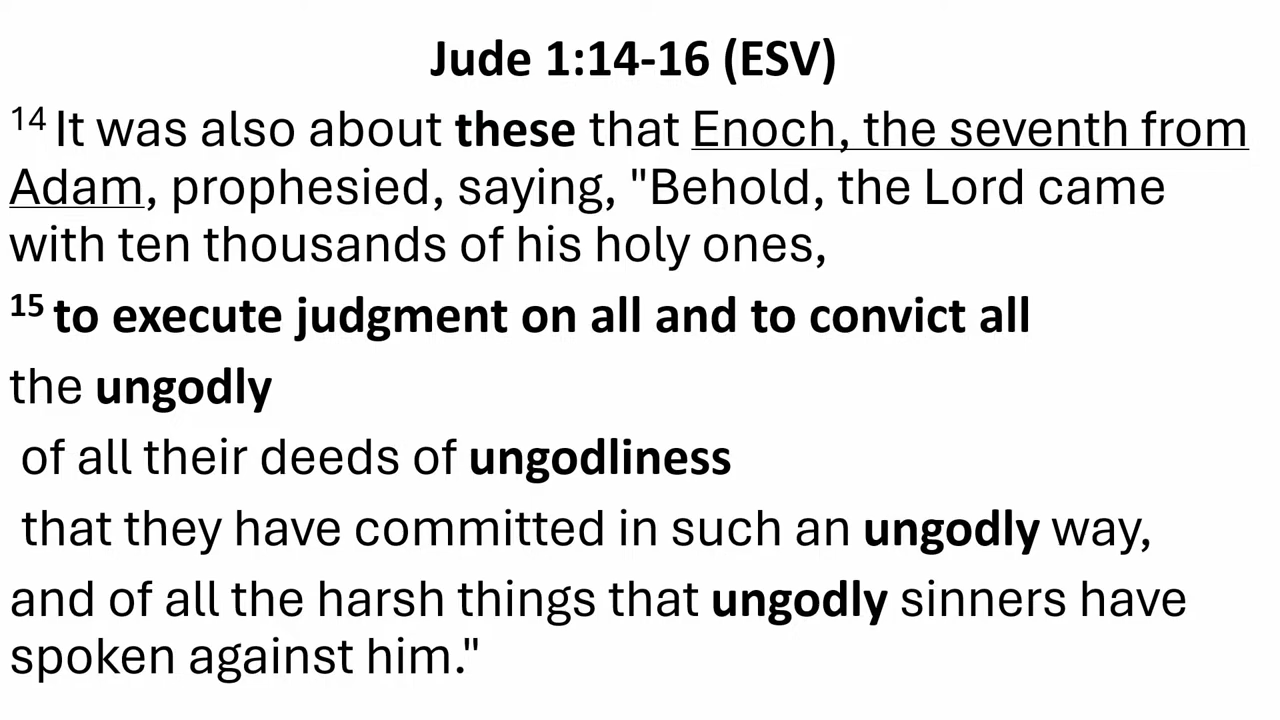 Jude 1:14-16 (ESV)
14 It was also about these that Enoch, the seventh from
Adam, prophesied, saying, "Behold, the Lord came
with ten thousands of his holy ones,
15 to execute judgment on all and to convict all
the ungodly
of all their deeds of ungodliness
that they have committed in such an ungodly way,
and of all the harsh things that ungodly sinners have
spoken against him."